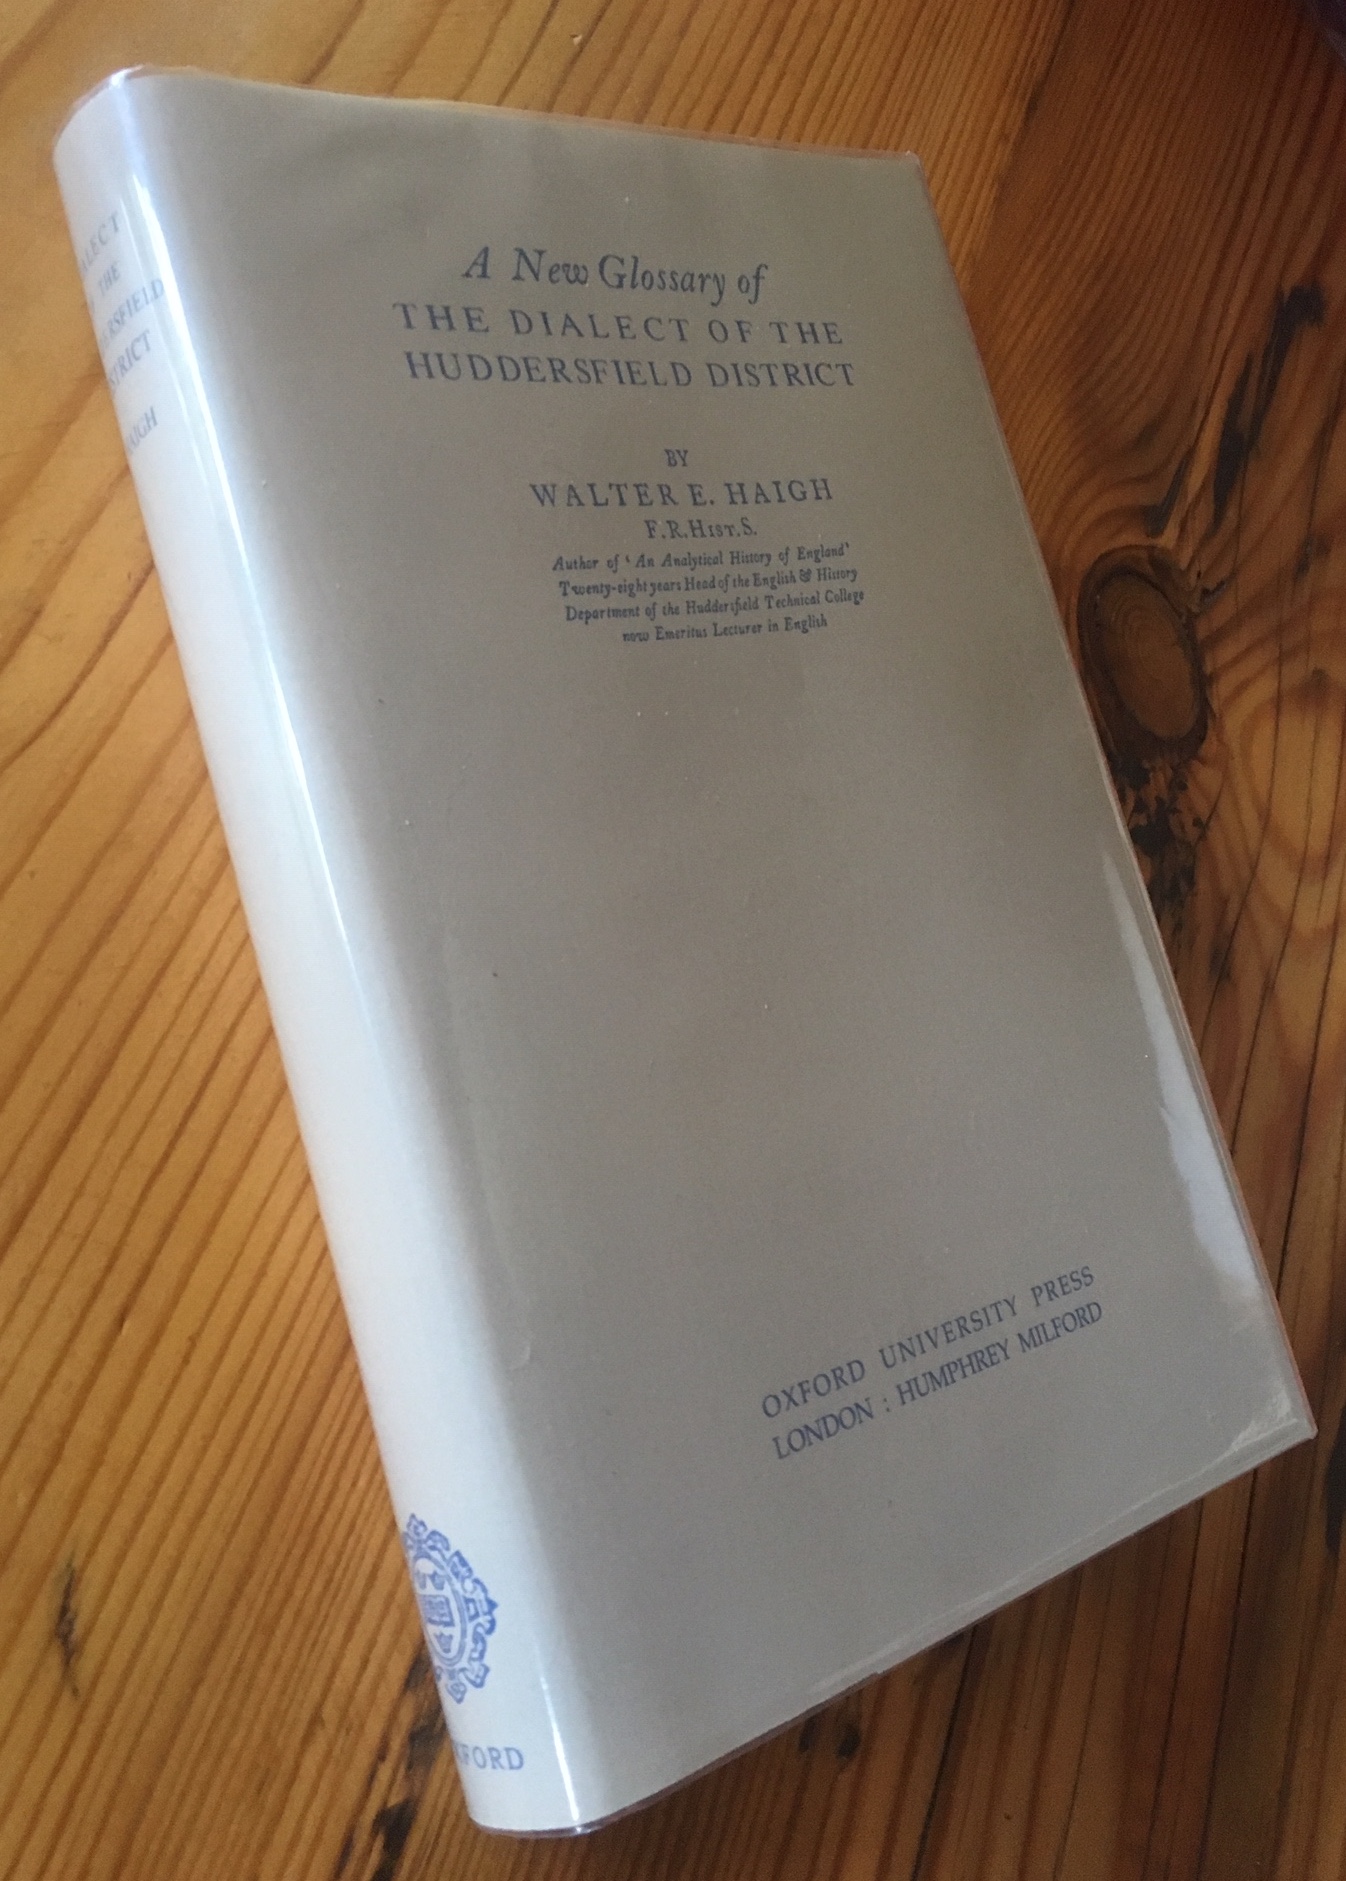 A New Glossary of
THE DIALECT OF THE
HUDDERSFIELD DISTRICT
BY
WALTER E. HAIGH
F.R.HIST.S.
Author of ‘An Analytical History of England’
Twenty-eight years Head of the English & History
Department of the Huddersfield Technical College
now Emeritus Lecturer in English
OXFORD UNIVERSITY PRESS
LONDON : HUMPHREY MILFORD
THE